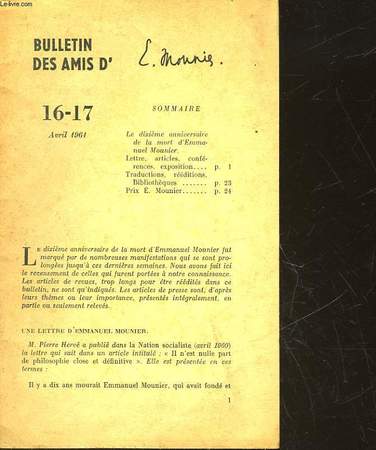 Le-livre.com
BULLETIN
DES AMIS D' E. Mounier.
16-17
Avril 1961
SOMMAIRE
Le dixième anniversaire
de la mort d'Emma-
nuel Mounier.
Lettre, articles, confé-
rences, exposition.... p. 1
Traductions, rééditions,
Bibliothèques ....... p. 23
Prix E. Mounier....... p. 24
Le dixième anniversaire de la mort d'Emmanuel Mounier fut
marqué par de nombreuses manifestations qui se sont pro-
longées jusqu'à ces dernières semaines. Nous avons fait ici
le recensement de celles qui furent portées à notre connaissance.
Les articles de revues, trop longs pour être réédités dans ce
bulletin, ne sont qu'indiqués. Les articles de presse sont, d'après
leurs thèmes ou leur importance, présentés intégralement, en
partie ou seulement relevés.
UNE LETTRE D'EMMANUEL MOUNIER.
M. Pierre Hervé a publié dans la Nation socialiste (avril 1960)
la lettre qui suit dans un article intitulé : « Il n'est nulle part
de philosophie close et définitive ». Elle est présentée en ces
termes :
Il y a dix ans mourait Emmanuel Mounier, qui avait fondé et
1